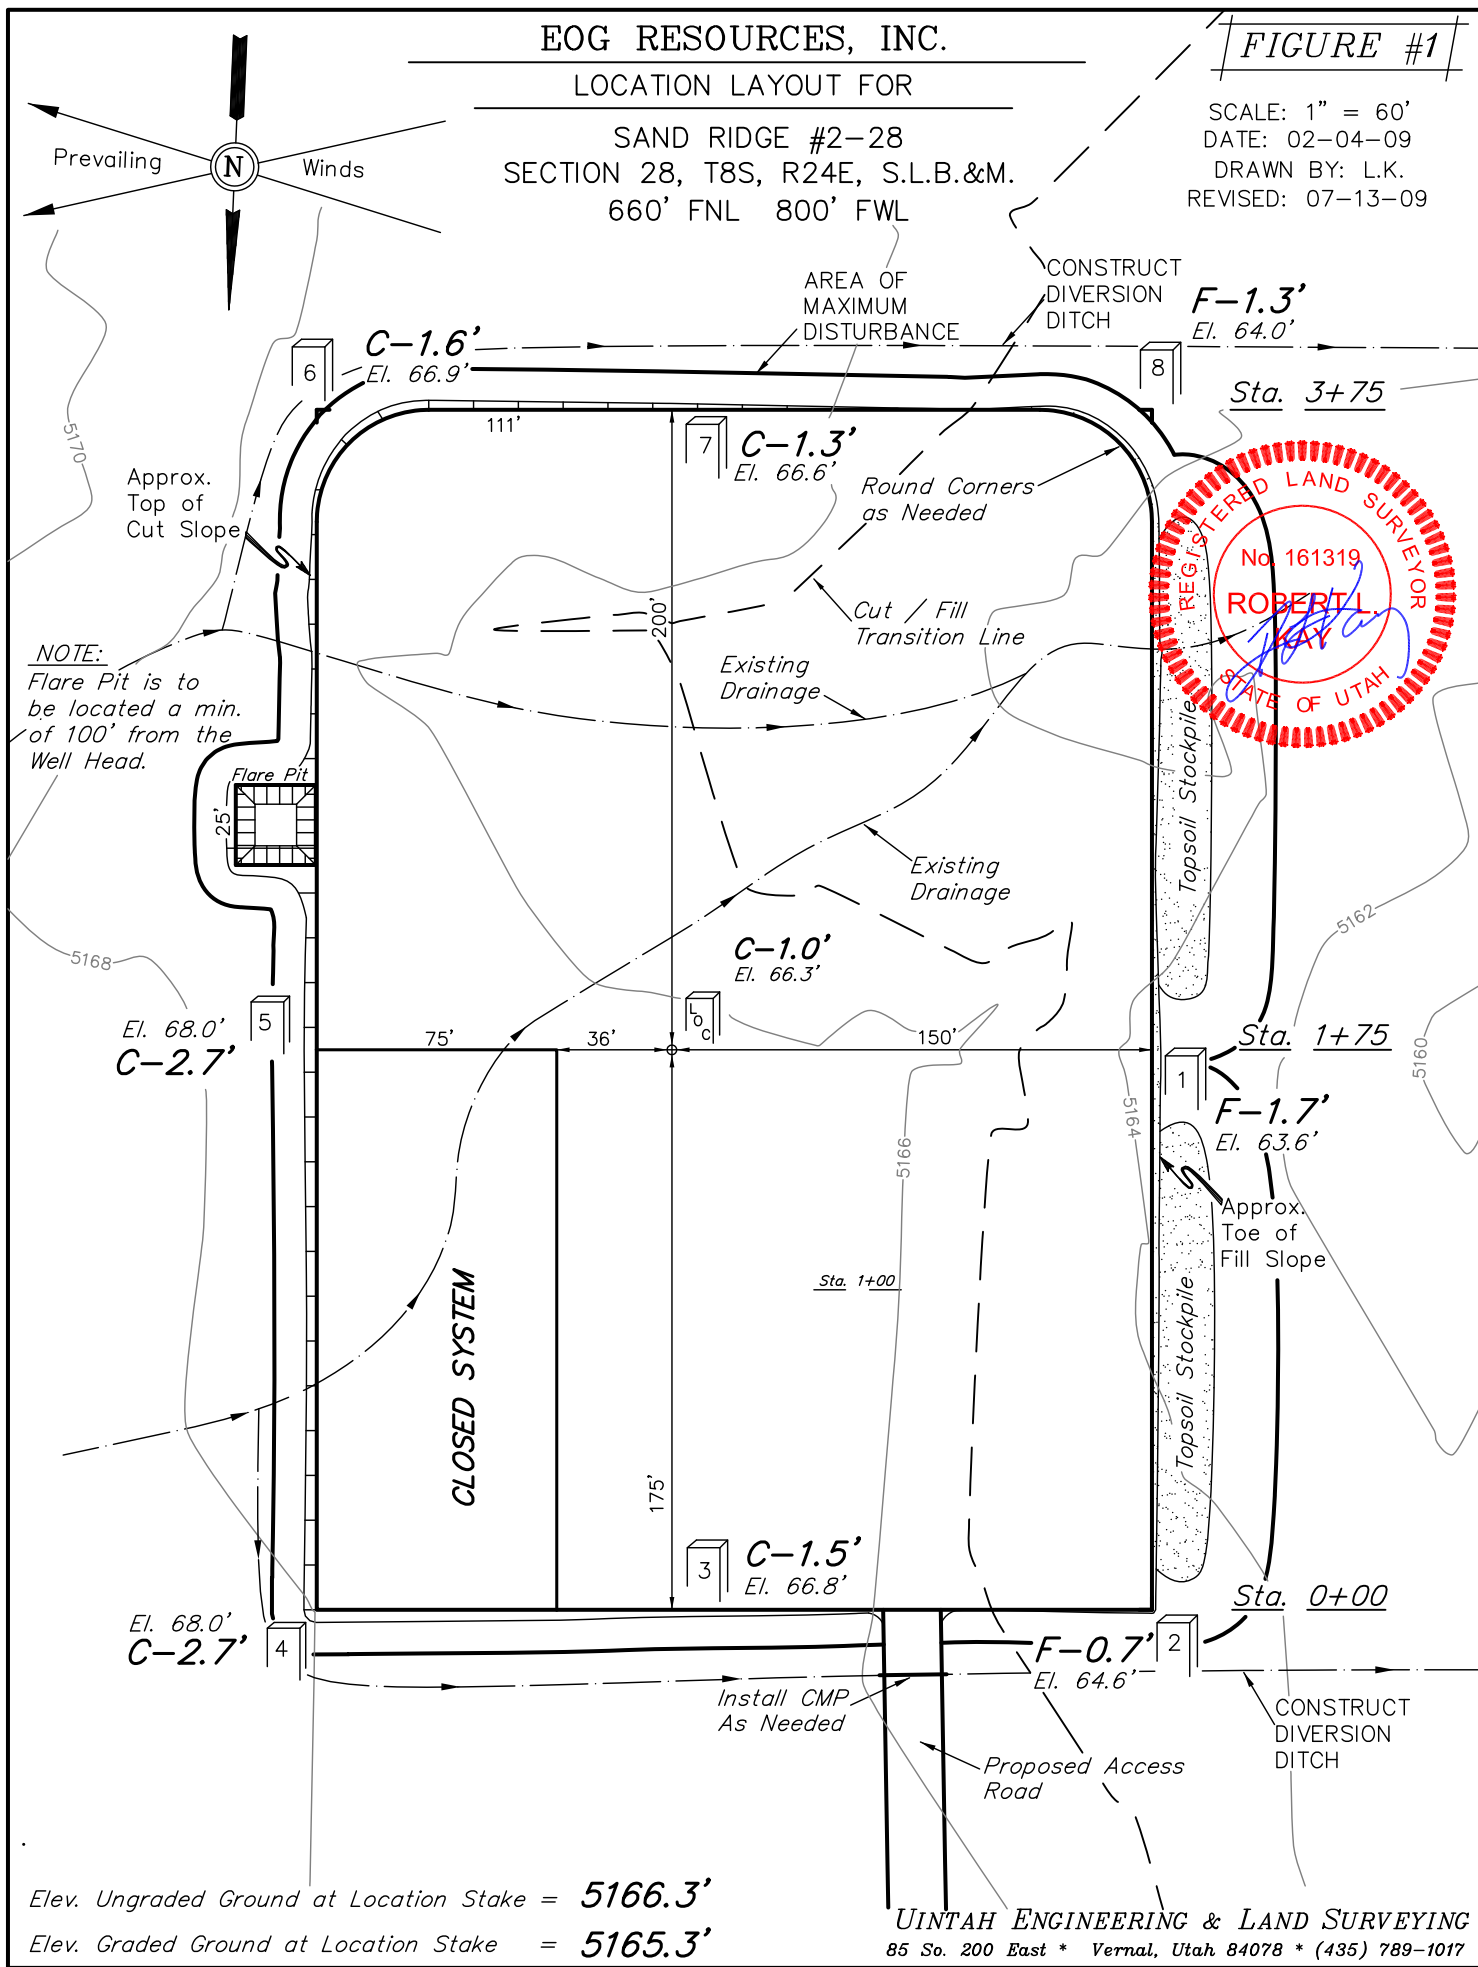 EOG RESOURCES, INC.
LOCATION LAYOUT FOR
SAND RIDGE #2-28
SECTION 28, T8S, R24E, S.L.B.&M.
660' FNL 800' FWL
FIGURE #1
SCALE: 1" = 60'
DATE: 02-04-09
DRAWN BY: L.K.
REVISED: 07-13-09
Prevailing
N
Winds
AREA OF
MAXIMUM
DISTURBANCE
CONSTRUCT
DIVERSION
DITCH
F-1.3'
El. 64.0'
C-1.6'
El. 66.9'
6
8
Sta. 3+75
111'
7
C-1.3'
El. 66.6'
5170
Approx.
Top of
Cut Slope
Round Corners
as Needed
REGISTERED LAND SURVEYOR
No. 161319
ROBERT L.
KAY
STATE OF UTAH
200'
Cut / Fill
Transition Line
NOTE:
Flare Pit is to
be located a min.
of 100' from the
Well Head.
Existing
Drainage
Flare Pit
25'
Topsoil Stockpile
Existing
Drainage
5162
5168
C-1.0'
El. 66.3'
El. 68.0'
C-2.7'
5
LOC
75'
36'
150'
Sta. 1+75
1
5160
F-1.7'
El. 63.6'
5164
5166
Approx.
Toe of
Fill Slope
Sta. 1+00
CLOSED SYSTEM
Topsoil Stockpile
175'
3
C-1.5'
El. 66.8'
Sta. 0+00
El. 68.0'
C-2.7'
4
F-0.7'
El. 64.6'
2
Install CMP
As Needed
CONSTRUCT
DIVERSION
DITCH
Proposed Access
Road
Elev. Ungraded Ground at Location Stake = 5166.3'
Elev. Graded Ground at Location Stake = 5165.3'
UINTAH ENGINEERING & LAND SURVEYING
85 So. 200 East * Vernal, Utah 84078 * (435) 789-1017